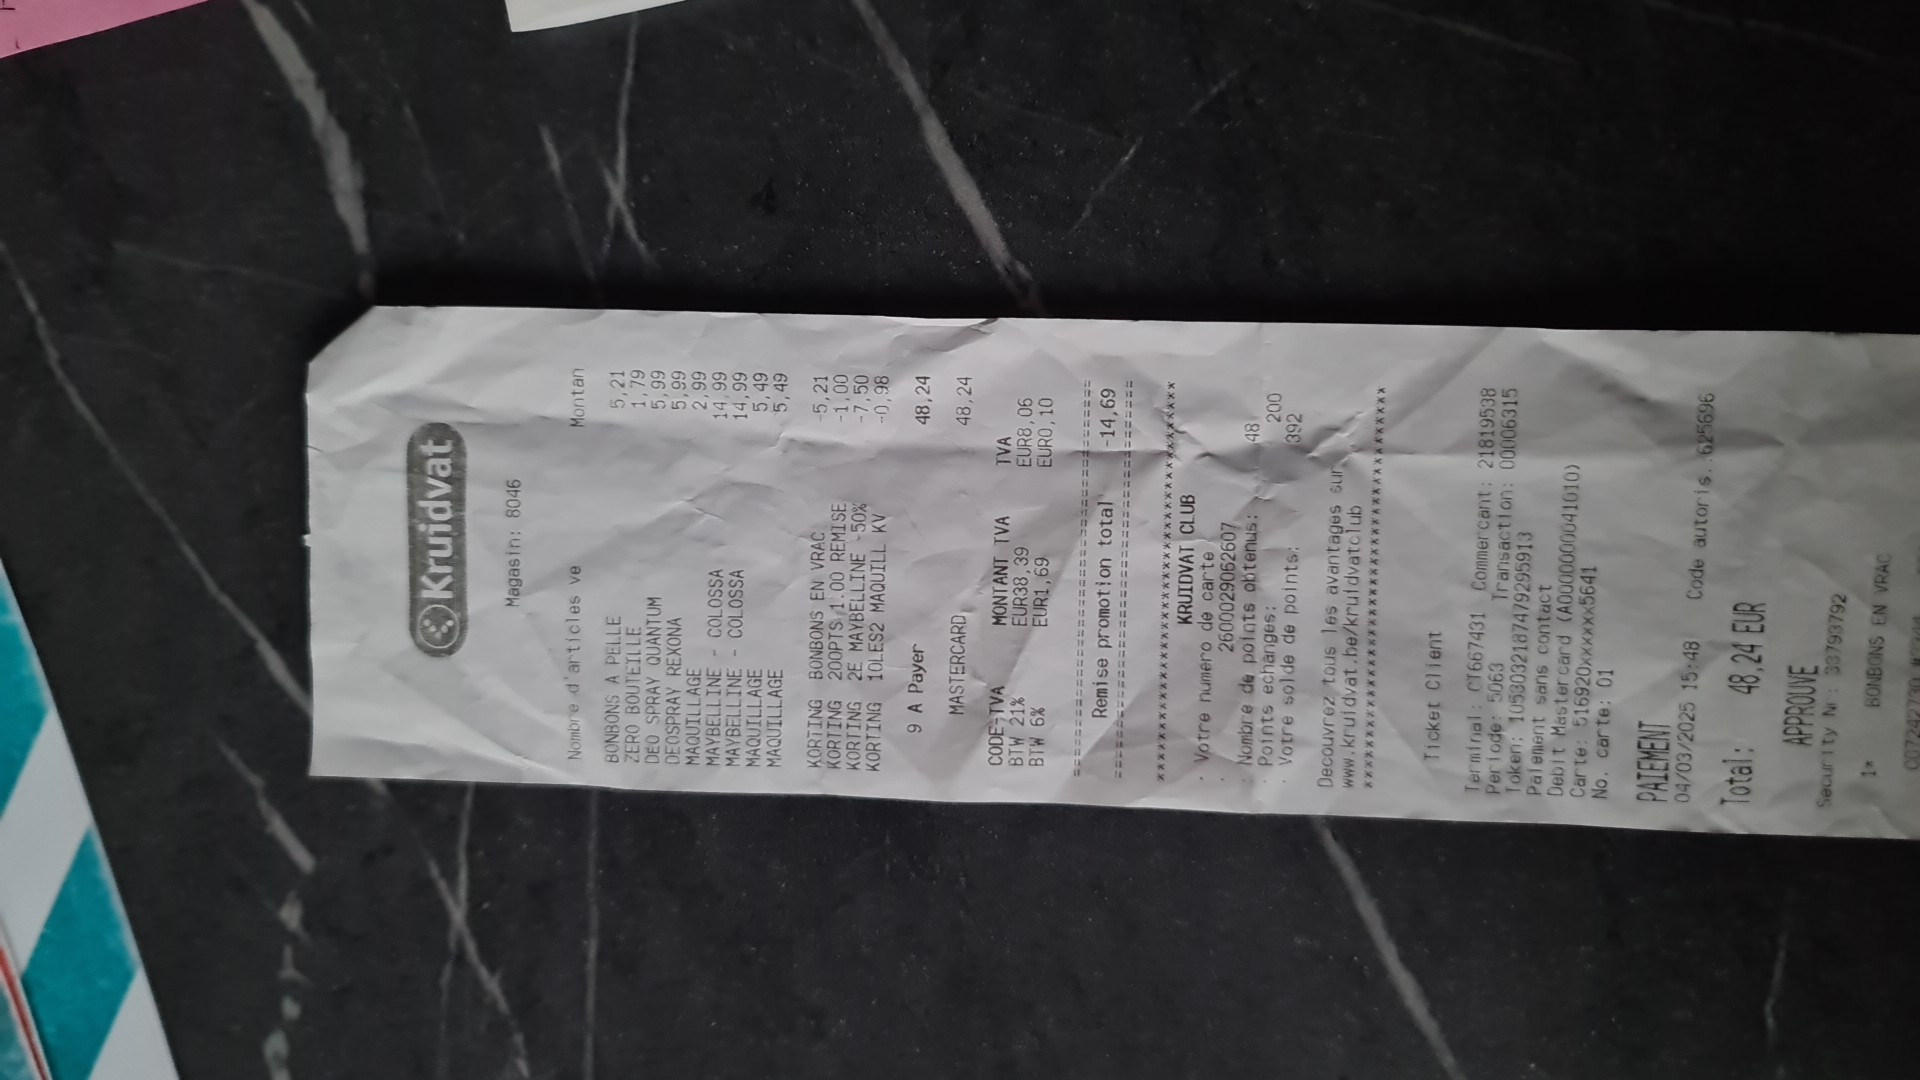 Kruidvat
Magasin: 8046
Nombre d'articles ve Montan
BONBONS A PELLE 5,21
ZERO BOUTEILLE 1,79
DEO SPRAY QUANTUM 5,99
DEOSPRAY REXONA 5,99
MAQUILLAGE 2,99
MAYBELLINE - COLOSSA 14,99
MAYBELLINE - COLOSSA 14,99
MAQUILLAGE 5,49
MAQUILLAGE 5,49
KORTING BONBONS EN VRAC -5,21
KORTING 200PTS,1.00 REMISE -1,00
KORTING 2E MAYBELLINE -50% -7,50
KORTING 10LES2 MAQUILL KV -0,98
9 A Payer 48,24
MASTERCARD 48,24
CODE-TVA MONTANT TVA TVA
BTW 21% EUR38,39 EUR8,06
BTW 6% EUR1,69 EUR0,10
==============================
Remise promotion total -14,69
==============================
****************************************
KRUIDVAT CLUB
. Votre numero de carte
. 2600029062607
. Nombre de points obtenus: 48
. Points echanges: 200
. Votre solde de points: 392
Decouvrez tous les avantages sur
www.kruidvat.be/kruidvatclub
****************************************
Ticket Client
Terminal: CT667431 Commercant: 21819538
Periode: 5063 Transaction: 00006315
Token: 1053032187479295913
Paiement sans contact
Debit Mastercard (A0000000041010)
Carte: 516920xxxxxx5641
No. carte: 01
PAIEMENT
04/03/2025 15:48 Code autoris.:625696
Total: 48,24 EUR
APPROUVE
Security Nr: 33793792
1* BONBONS EN VRAC